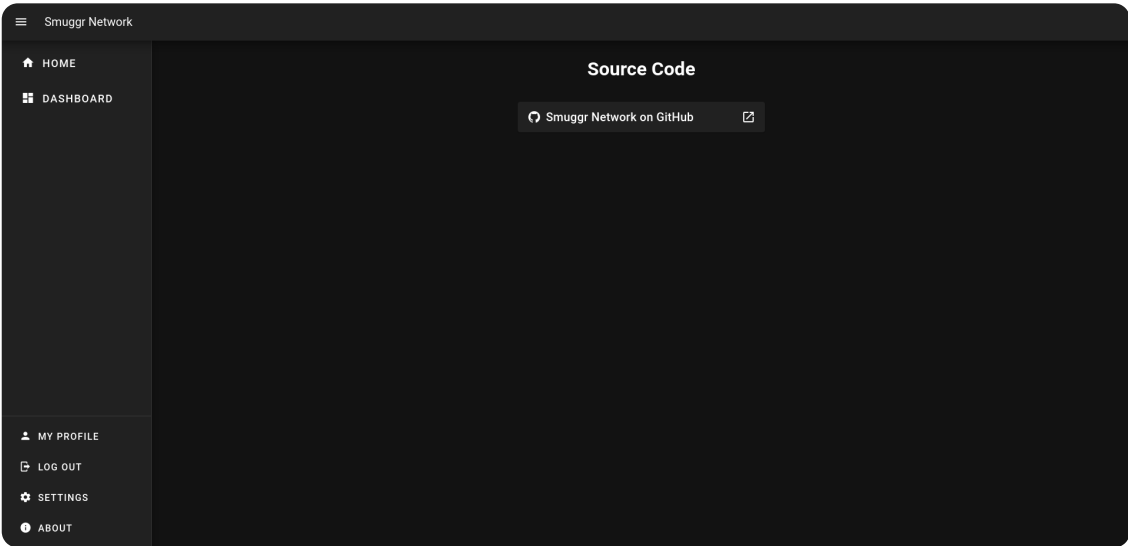 Smuggr Network
HOME
DASHBOARD
Source Code
Smuggr Network on GitHub
MY PROFILE
LOG OUT
SETTINGS
ABOUT